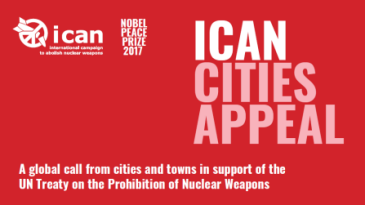 ican
international campaign
to abolish nuclear weapons
NOBEL
PEACE
PRIZE
2017
ICAN
CITIES
APPEAL
A global call from cities and towns in support of the
UN Treaty on the Prohibition of Nuclear Weapons